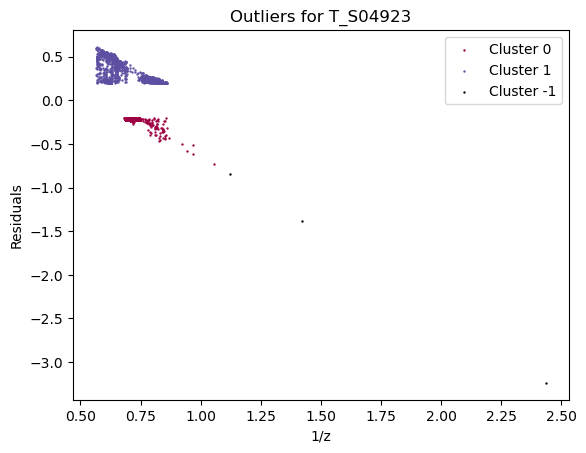 Outliers for T_S04923
Cluster 0
Cluster 1
Cluster -1
Residuals
0.5
0.0
−0.5
−1.0
−1.5
−2.0
−2.5
−3.0
0.50
0.75
1.00
1.25
1.50
1.75
2.00
2.25
2.50
1/z